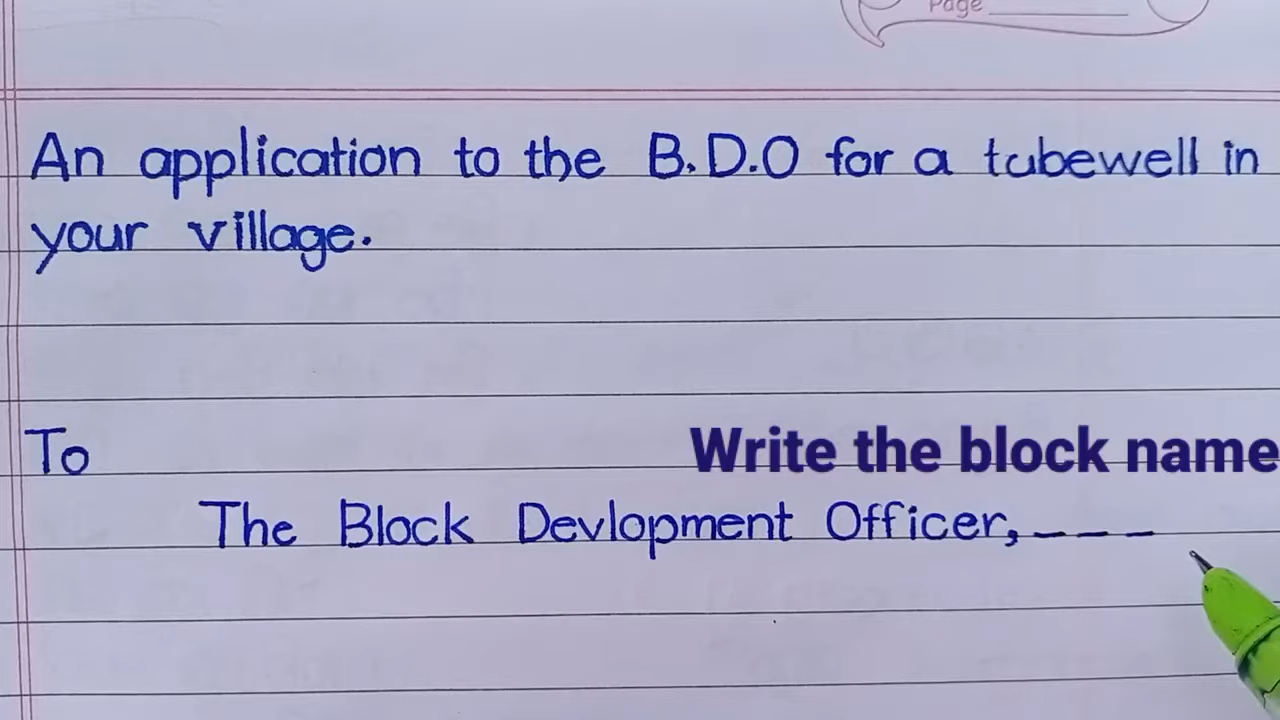 Page
An application to the B.D.O for a tubewell in
your village.
To
Write the block name
The Block Devlopment Officer, ---